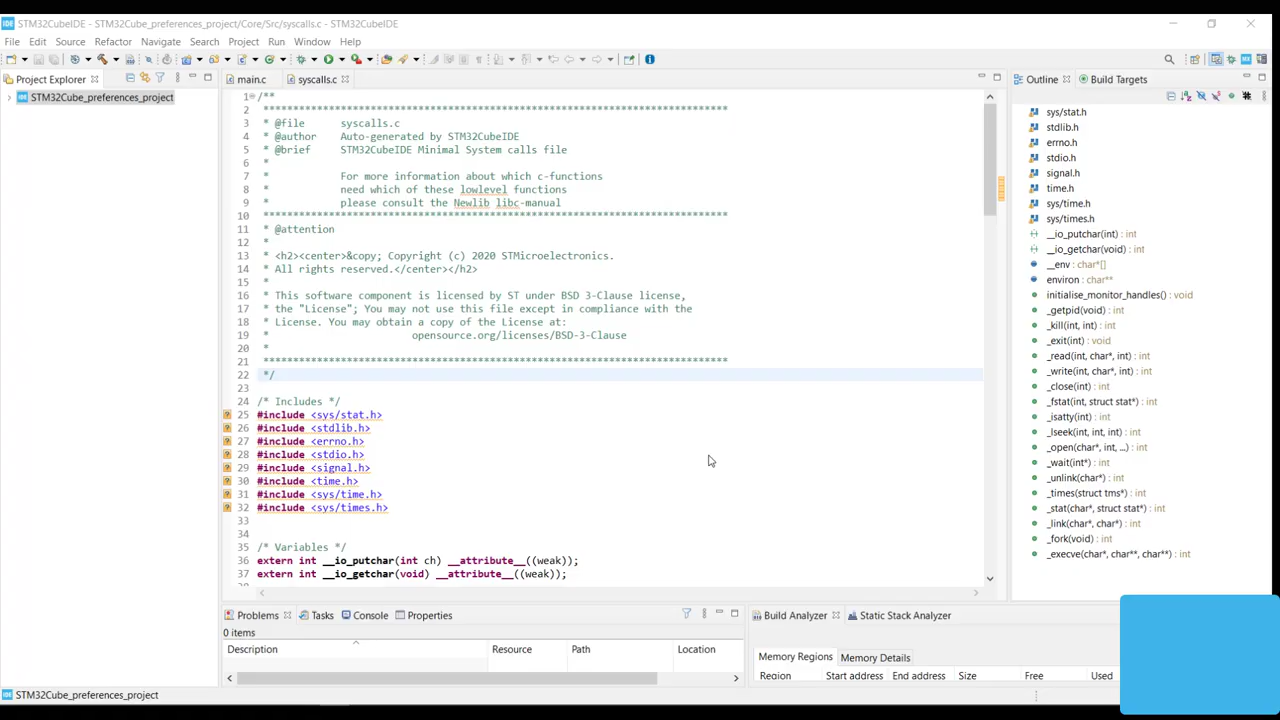 IDE STM32CubeIDE - STM32Cube_preferences_project/Core/Src/syscalls.c - STM32CubeIDE
File Edit Source Refactor Navigate Search Project Run Window Help
Project Explorer
STM32Cube_preferences_project
main.c syscalls.c
1 /**
2 ******************************************************************************
3 * @file syscalls.c
4 * @author Auto-generated by STM32CubeIDE
5 * @brief STM32CubeIDE Minimal System calls file
6 *
7 * For more information about which c-functions
8 * need which of these lowlevel functions
9 * please consult the Newlib libc-manual
10 ******************************************************************************
11 * @attention
12 *
13 * <h2><center>&copy; Copyright (c) 2020 STMicroelectronics.
14 * All rights reserved.</center></h2>
15 *
16 * This software component is licensed by ST under BSD 3-Clause license,
17 * the "License"; You may not use this file except in compliance with the
18 * License. You may obtain a copy of the License at:
19 * opensource.org/licenses/BSD-3-Clause
20 *
21 ******************************************************************************
22 */
23
24 /* Includes */
25 #include <sys/stat.h>
26 #include <stdlib.h>
27 #include <errno.h>
28 #include <stdio.h>
29 #include <signal.h>
30 #include <time.h>
31 #include <sys/time.h>
32 #include <sys/times.h>
33
34
35 /* Variables */
36 extern int __io_putchar(int ch) __attribute__((weak));
37 extern int __io_getchar(void) __attribute__((weak));
Outline Build Targets
sys/stat.h
stdlib.h
errno.h
stdio.h
signal.h
time.h
sys/time.h
sys/times.h
__io_putchar(int) : int
__io_getchar(void) : int
__env : char*[]
environ : char**
initialise_monitor_handles() : void
_getpid(void) : int
_kill(int, int) : int
_exit(int) : void
_read(int, char*, int) : int
_write(int, char*, int) : int
_close(int) : int
_fstat(int, struct stat*) : int
_isatty(int) : int
_lseek(int, int, int) : int
_open(char*, int, ...) : int
_wait(int*) : int
_unlink(char*) : int
_times(struct tms*) : int
_stat(char*, struct stat*) : int
_link(char*, char*) : int
_fork(void) : int
_execve(char*, char**, char**) : int
Problems Tasks Console Properties
0 items
Description Resource Path Location
Build Analyzer Static Stack Analyzer
Memory Regions Memory Details
Region Start address End address Size Free Used
IDE STM32Cube_preferences_project